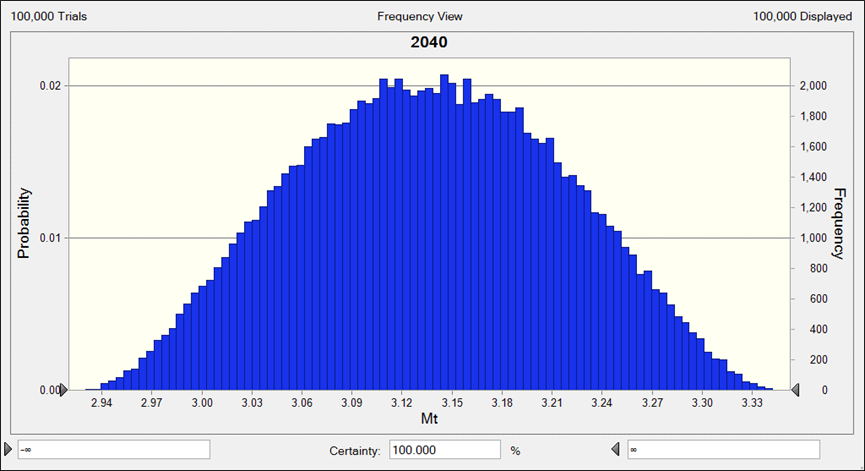 100,000 Trials Frequency View 100,000 Displayed
2040
Probability
0.02
0.01
0.00
2,000
1,800
1,600
1,400
1,200
1,000
800
600
400
200
0
Frequency
2.94 2.97 3.00 3.03 3.06 3.09 3.12 3.15 3.18 3.21 3.24 3.27 3.30 3.33
Mt
-∞ Certainty: 100.000 % ∞